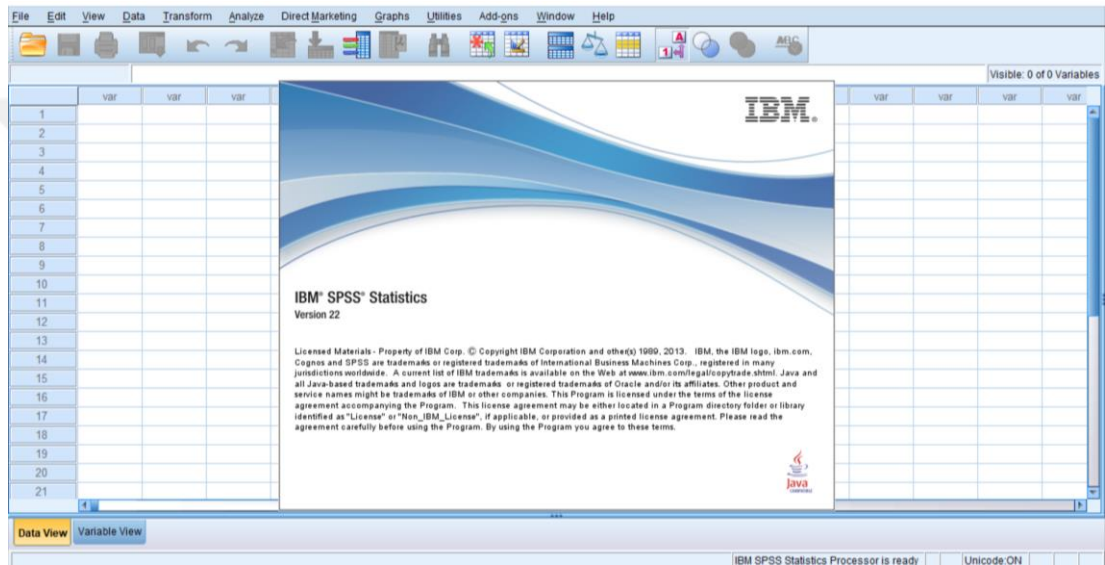 File Edit View Data Transform Analyze Direct Marketing Graphs Utilities Add-ons Window Help
Visible: 0 of 0 Variables
var var var var var var var
1
2
3
4
5
6
7
8
9
10
11
12
13
14
15
16
17
18
19
20
21
IBM®
IBM® SPSS® Statistics
Version 22
Licensed Materials - Property of IBM Corp. © Copyright IBM Corporation and other(s) 1989, 2013. IBM, the IBM logo, ibm.com,
Cognos and SPSS are trademarks or registered trademarks of International Business Machines Corp., registered in many
jurisdictions worldwide. A current list of IBM trademarks is available on the Web at www.ibm.com/legal/copytrade.shtml. Java and
all Java-based trademarks and logos are trademarks or registered trademarks of Oracle and/or its affiliates. Other product and
service names might be trademarks of IBM or other companies. This Program is licensed under the terms of the license
agreement accompanying the Program. This license agreement may be either located in a Program directory folder or library
identified as "License" or "Non_IBM_License", if applicable, or provided as a printed license agreement. Please read the
agreement carefully before using the Program. By using the Program you agree to these terms.
Java
COMPATIBLE
Data View Variable View
IBM SPSS Statistics Processor is ready Unicode:ON